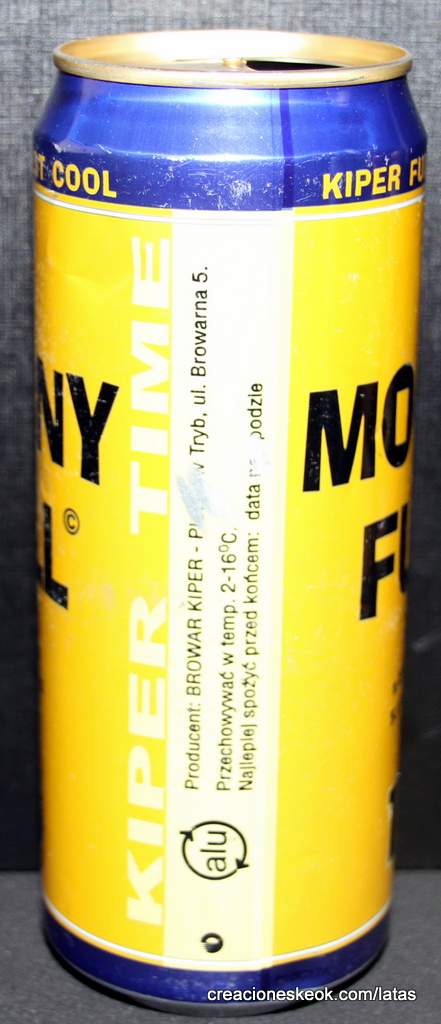 T COOL
KIPER FU
NY
L©
KIPER TIME
Producent: BROWAR KIPER - w Tryb, ul. Browarna 5.
Przechowywać w temp. 2-16°C.
Najlepiej spożyć przed końcem: data
alu
MO
FU
creacioneskeok.com/latas